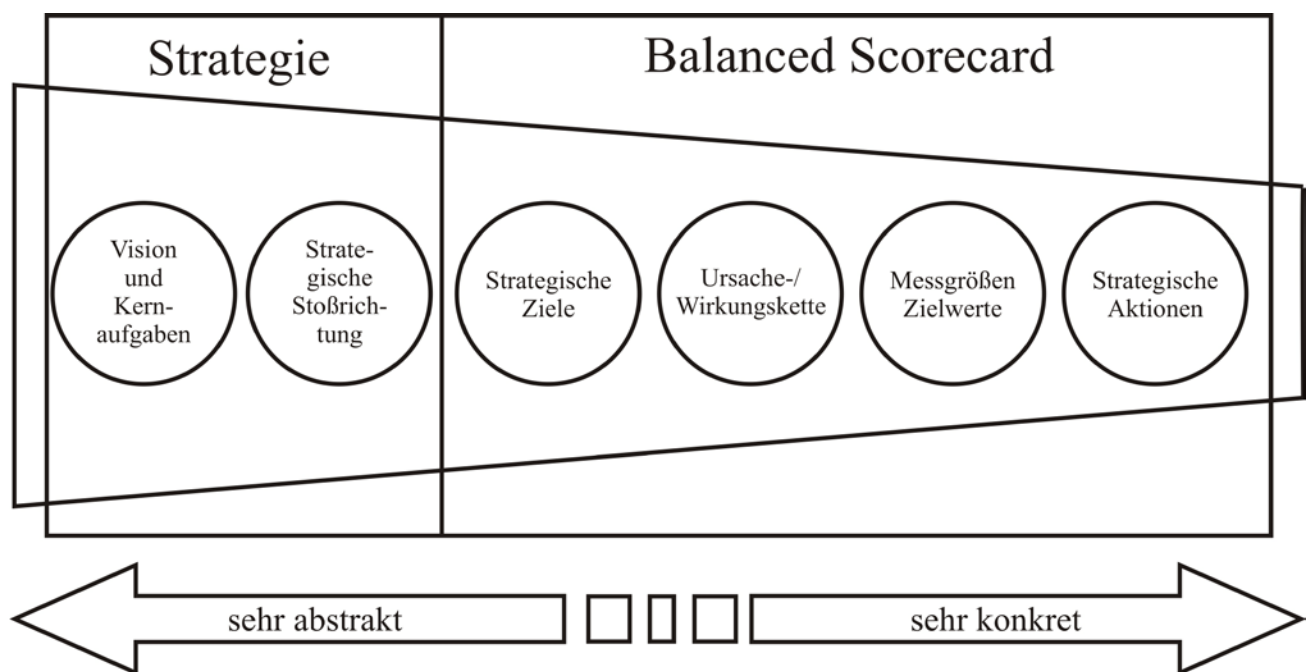 Strategie
Balanced Scorecard
Vision
und
Kern-
aufgaben
Strate-
gische
Stoßrich-
tung
Strategische
Ziele
Ursache-/
Wirkungskette
Messgrößen
Zielwerte
Strategische
Aktionen
sehr abstrakt
sehr konkret